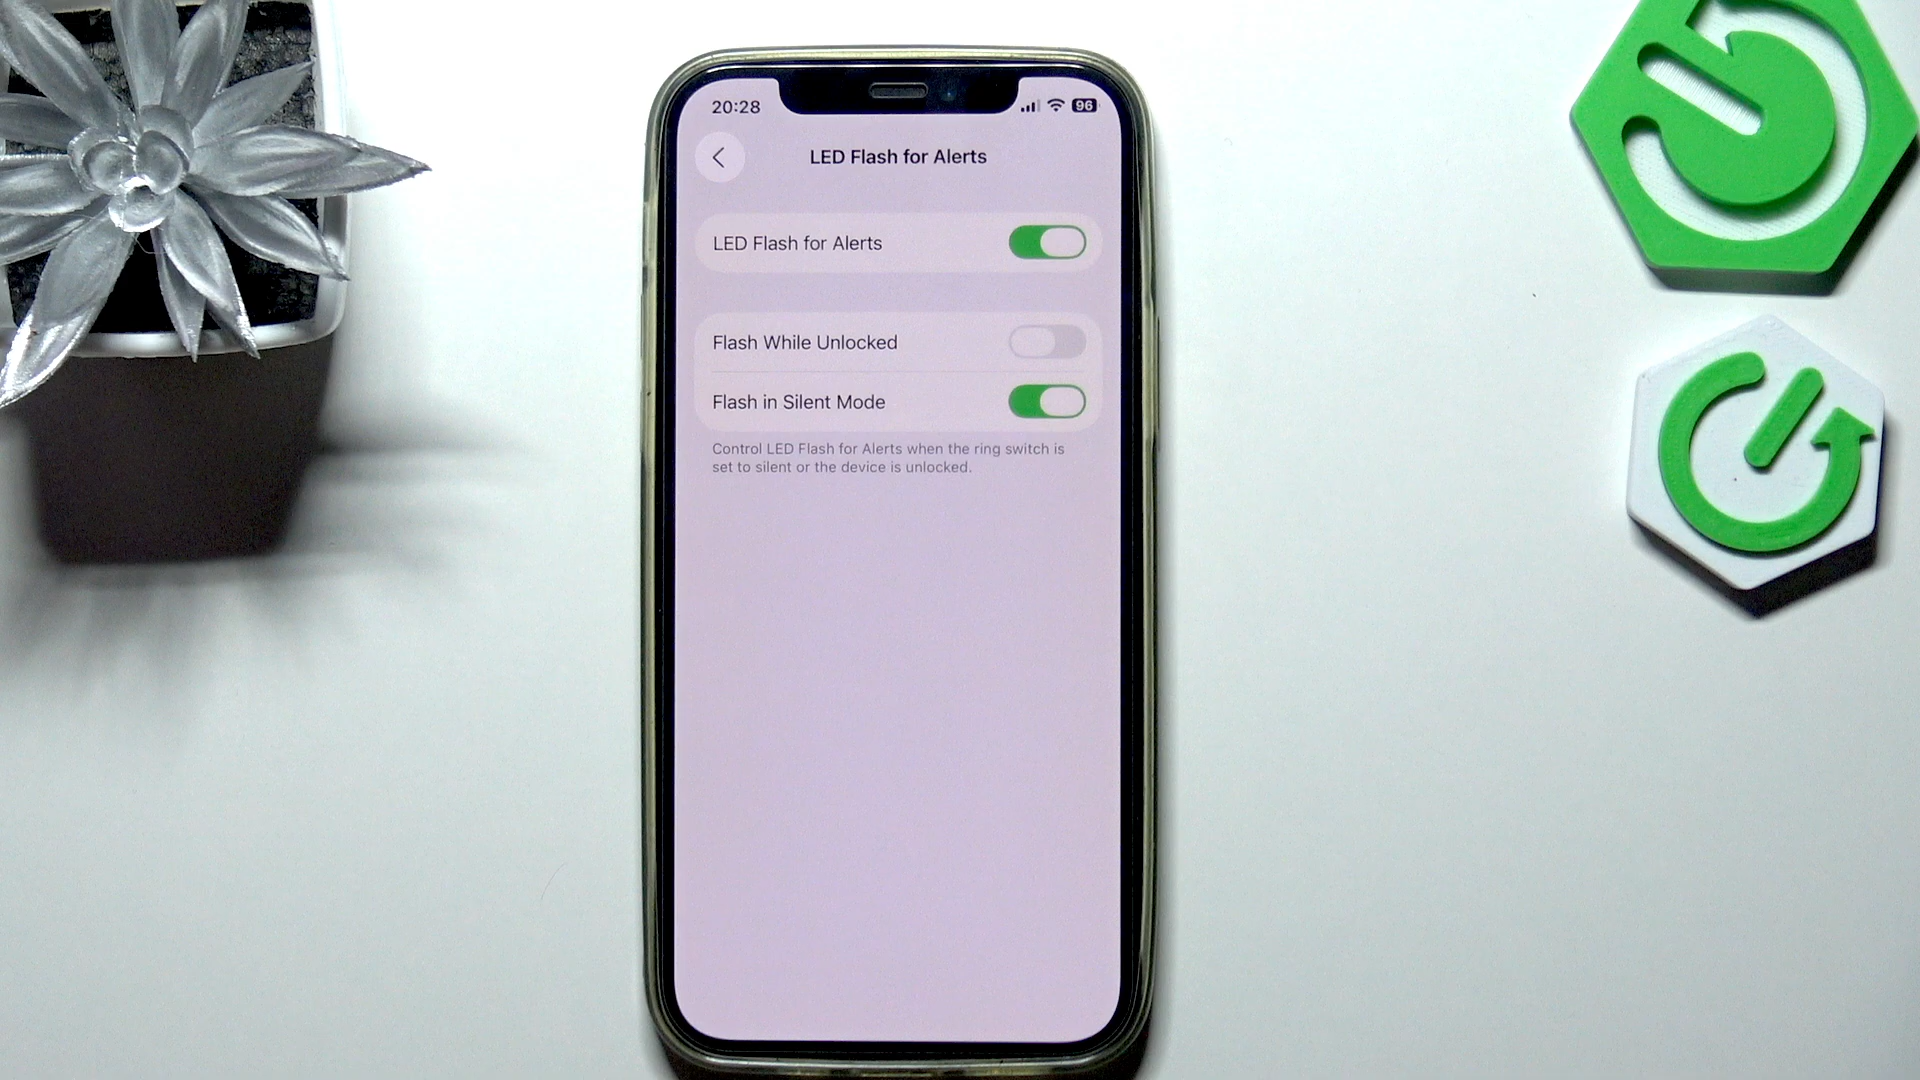 20:28
96
LED Flash for Alerts
LED Flash for Alerts
Flash While Unlocked
Flash in Silent Mode
Control LED Flash for Alerts when the ring switch is
set to silent or the device is unlocked.